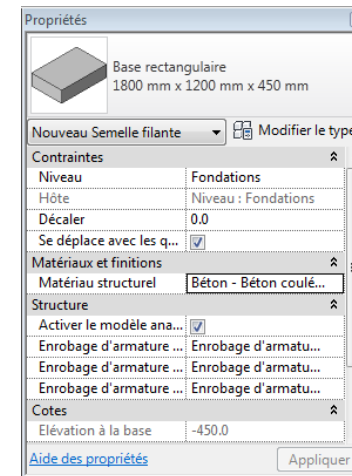 Propriétés
Base rectangulaire
1800 mm x 1200 mm x 450 mm
Nouveau Semelle filante
Modifier le type
Contraintes
Niveau Fondations
Hôte Niveau : Fondations
Décaler 0.0
Se déplace avec les q...
Matériaux et finitions
Matériau structurel Béton - Béton coulé...
Structure
Activer le modèle ana...
Enrobage d'armature ... Enrobage d'armatu...
Enrobage d'armature ... Enrobage d'armatu...
Enrobage d'armature ... Enrobage d'armatu...
Cotes
Elévation à la base -450.0
Aide des propriétés Appliquer